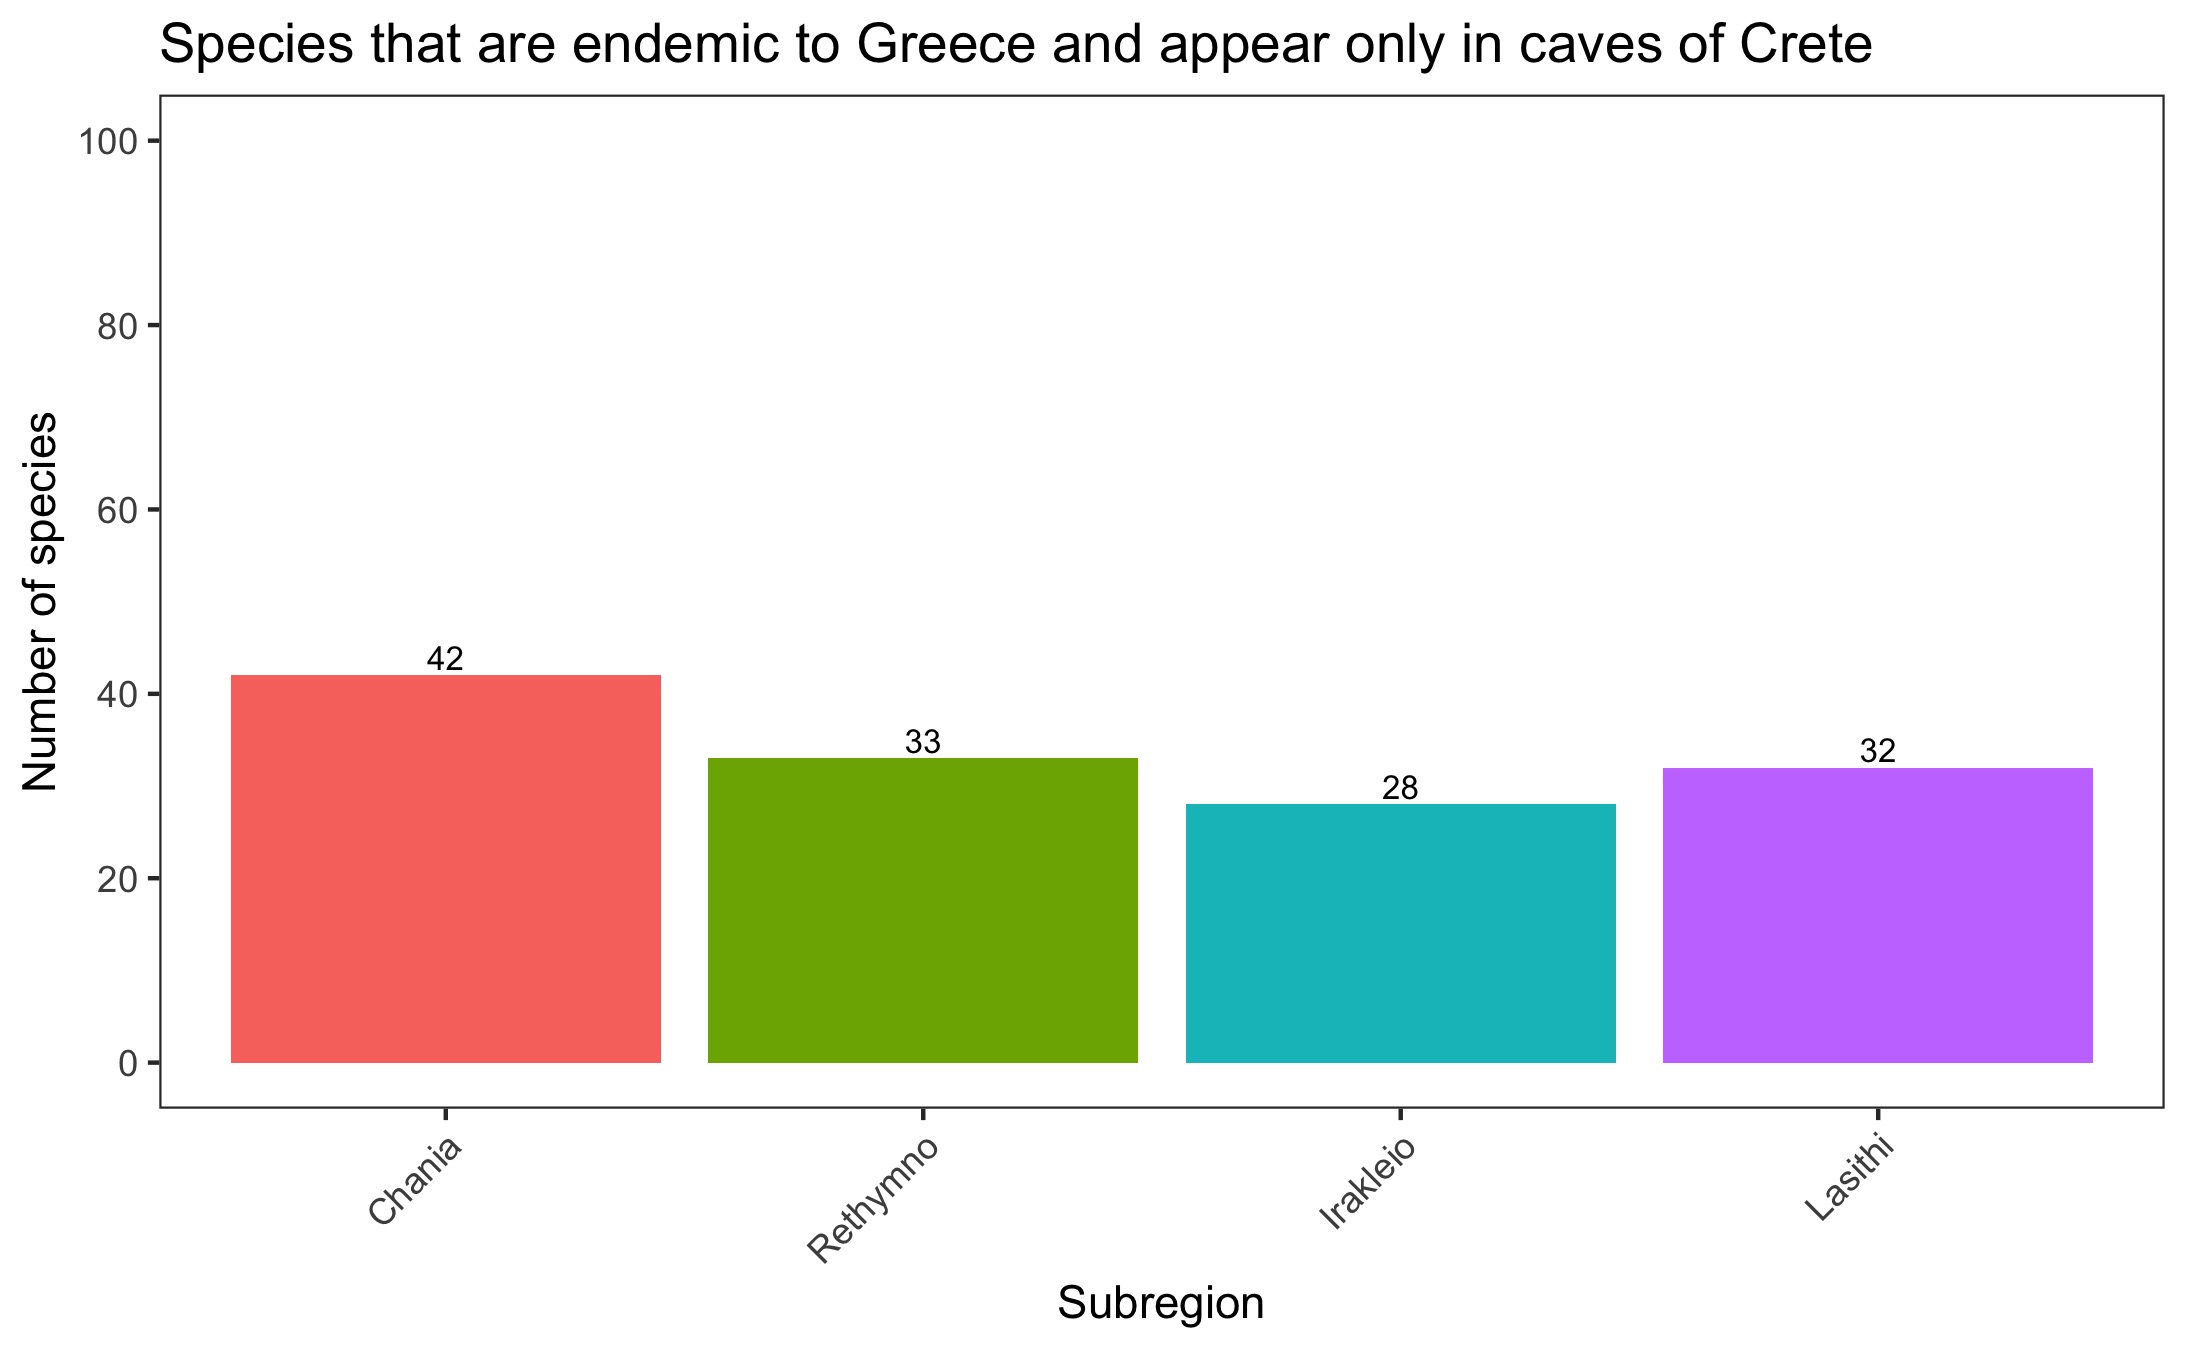 Species that are endemic to Greece and appear only in caves of Crete
Number of species
100
80
60
40
20
0
42
33
28
32
Chania
Rethymno
Irakleio
Lasithi
Subregion